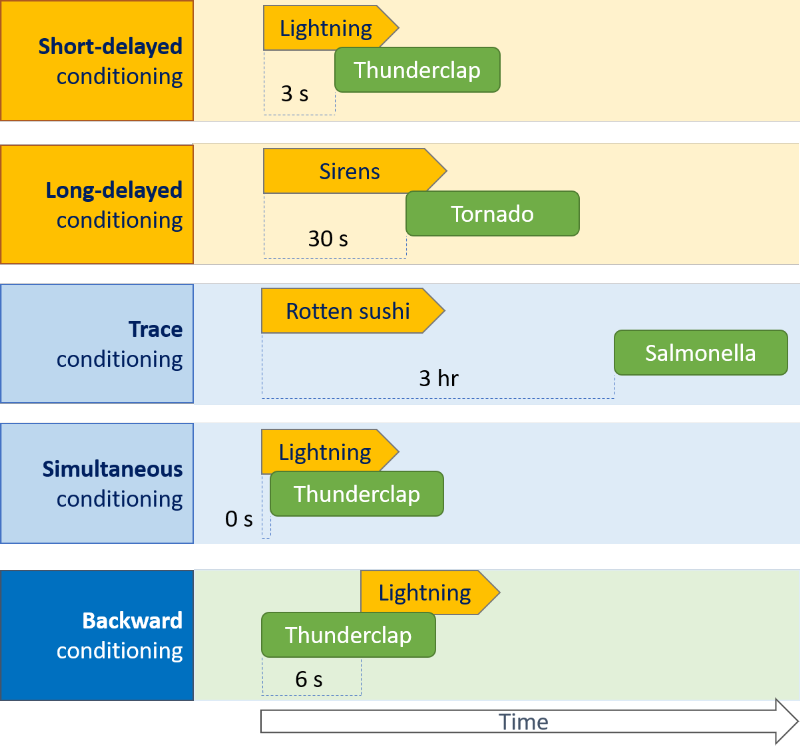 Short-delayed
conditioning
Lightning
Thunderclap
3 s
Long-delayed
conditioning
Sirens
Tornado
30 s
Trace
conditioning
Rotten sushi
Salmonella
3 hr
Simultaneous
conditioning
Lightning
Thunderclap
0 s
Backward
conditioning
Lightning
Thunderclap
6 s
Time